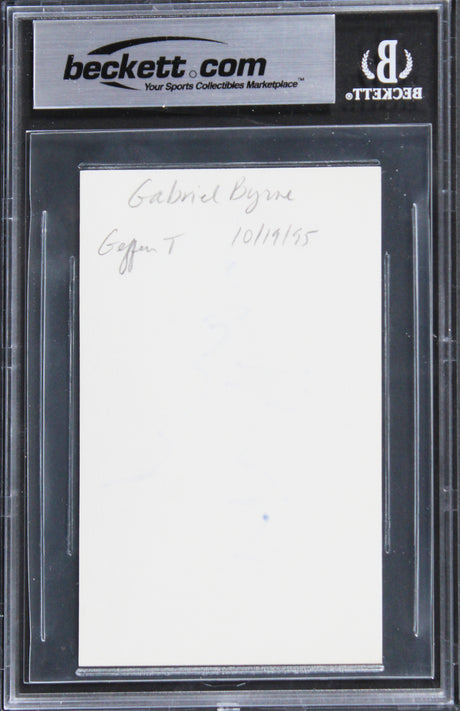 beckett.com
Your Sports Collectibles Marketplace™
BECKETT
Gabriel Byrne
Geffen T 10/19/95